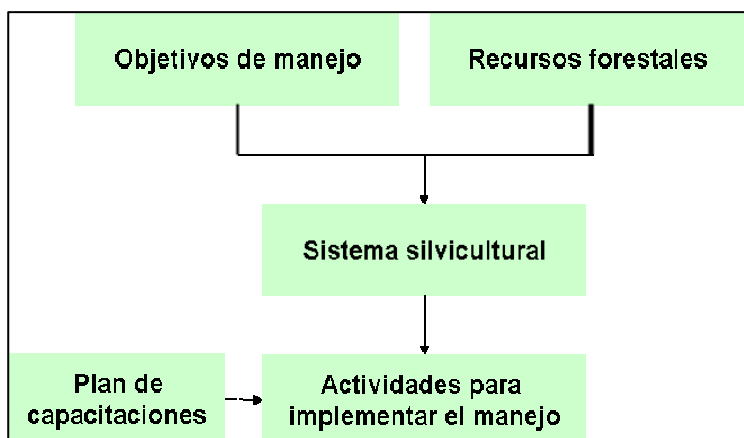 Objetivos de manejo
Recursos forestales
Sistema silvicultural
Plan de
capacitaciones
Actividades para
implementar el manejo